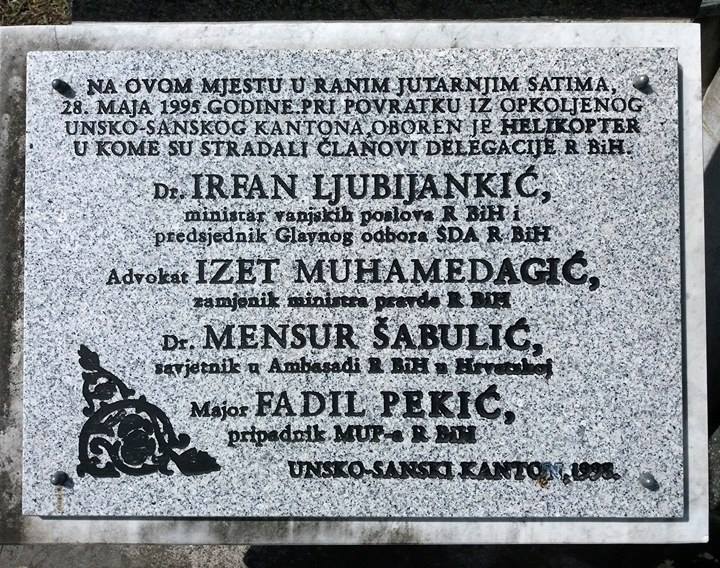 NA OVOM MJESTU U RANIM JUTARNJIM SATIMA,
28. MAJA 1995.GODINE PRI POVRATKU IZ OPKOLJENOG
UNSKO-SANSKOG KANTONA,OBOREN JE HELIKOPTER
U KOME SU STRADALI ČLANOVI DELEGACIJE R BiH.
Dr. IRFAN LJUBIJANKIĆ,
ministar vanjskih poslova R BiH i
predsjednik Glavnog odbora SDA R BiH
Advokat IZET MUHAMEDAGIĆ,
zamjenik ministra pravde R BiH
Dr. MENSUR ŠABULIĆ,
savjetnik u Ambasadi R BiH u Hrvatskoj
Major FADIL PEKIĆ,
pripadnik MUP-a R BiH
UNSKO-SANSKI KANTON,1998.